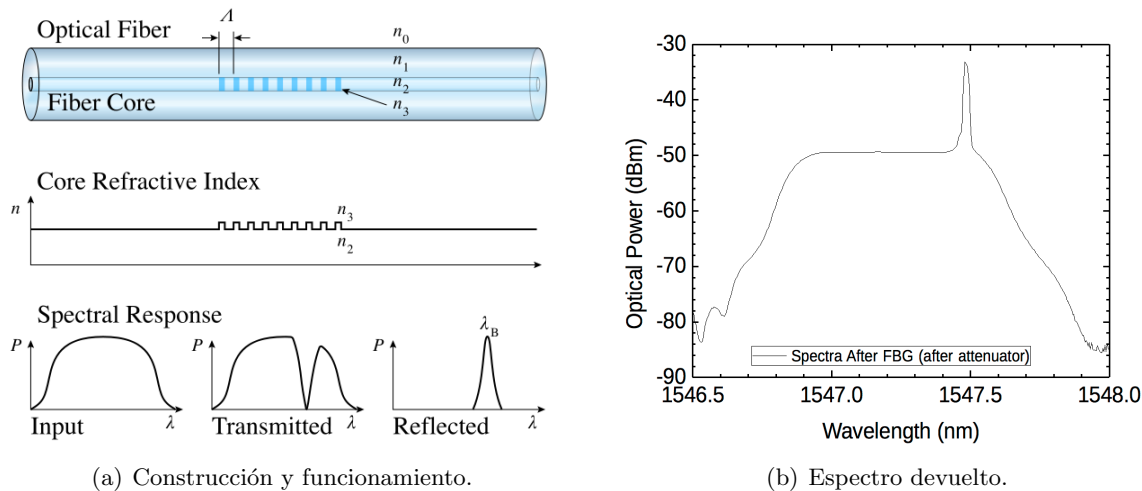 Λ
Optical Fiber
n0
n1
n2
Fiber Core
n3
Core Refractive Index
n
n3
n2
Spectral Response
λB
P
P
P
Input
λ
Transmitted
λ
Reflected
λ
(a) Construcción y funcionamiento.
-30
-40
-50
-60
-70
-80
-90
Optical Power (dBm)
Spectra After FBG (after attenuator)
1546.5
1547.0
1547.5
1548.0
Wavelength (nm)
(b) Espectro devuelto.